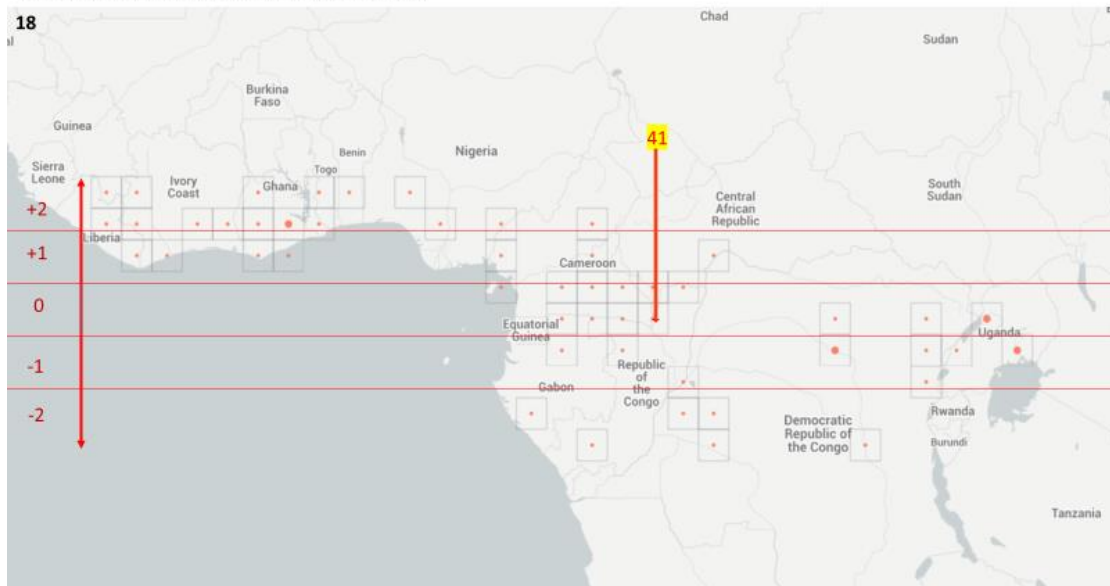 18
Chad
Sudan
Burkina
Faso
Guinea
41
Benin
Nigeria
Sierra
Leone
Togo
Ivory
Coast
Ghana
South
Sudan
Central
African
Republic
+2
Liberia
+1
Cameroon
0
Equatorial
Guinea
Uganda
-1
Republic
of
the
Congo
Gabon
-2
Rwanda
Democratic
Republic of
the Congo
Burundi
Tanzania